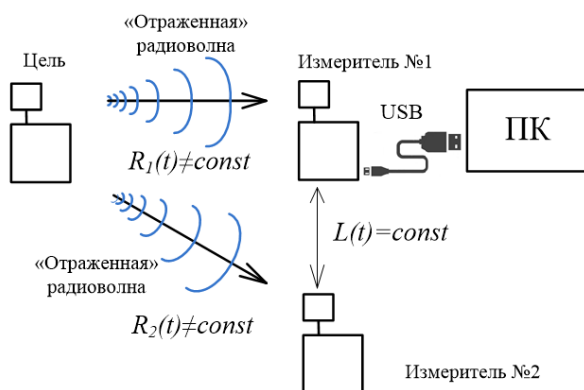 «Отраженная»
радиоволна
Цель
Измеритель №1
USB
ПК
R₁(t)≠const
L(t)=const
«Отраженная»
радиоволна
R₂(t)≠const
Измеритель №2